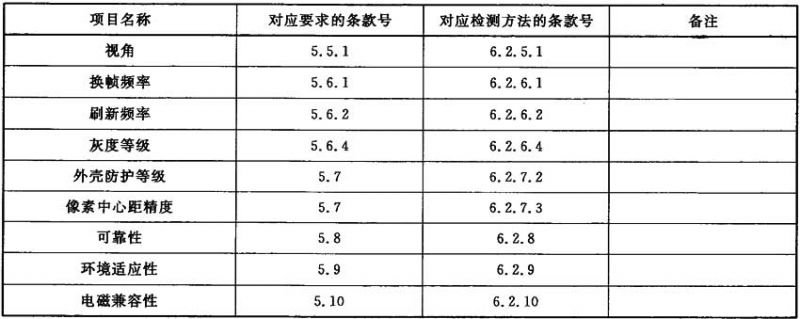 项目名称 对应要求的条款号 对应检测方法的条款号 备注
视角 5.5.1 6.2.5.1
换帧频率 5.6.1 6.2.6.1
刷新频率 5.6.2 6.2.6.2
灰度等级 5.6.4 6.2.6.4
外壳防护等级 5.7 6.2.7.2
像素中心距精度 5.7 6.2.7.3
可靠性 5.8 6.2.8
环境适应性 5.9 6.2.9
电磁兼容性 5.10 6.2.10